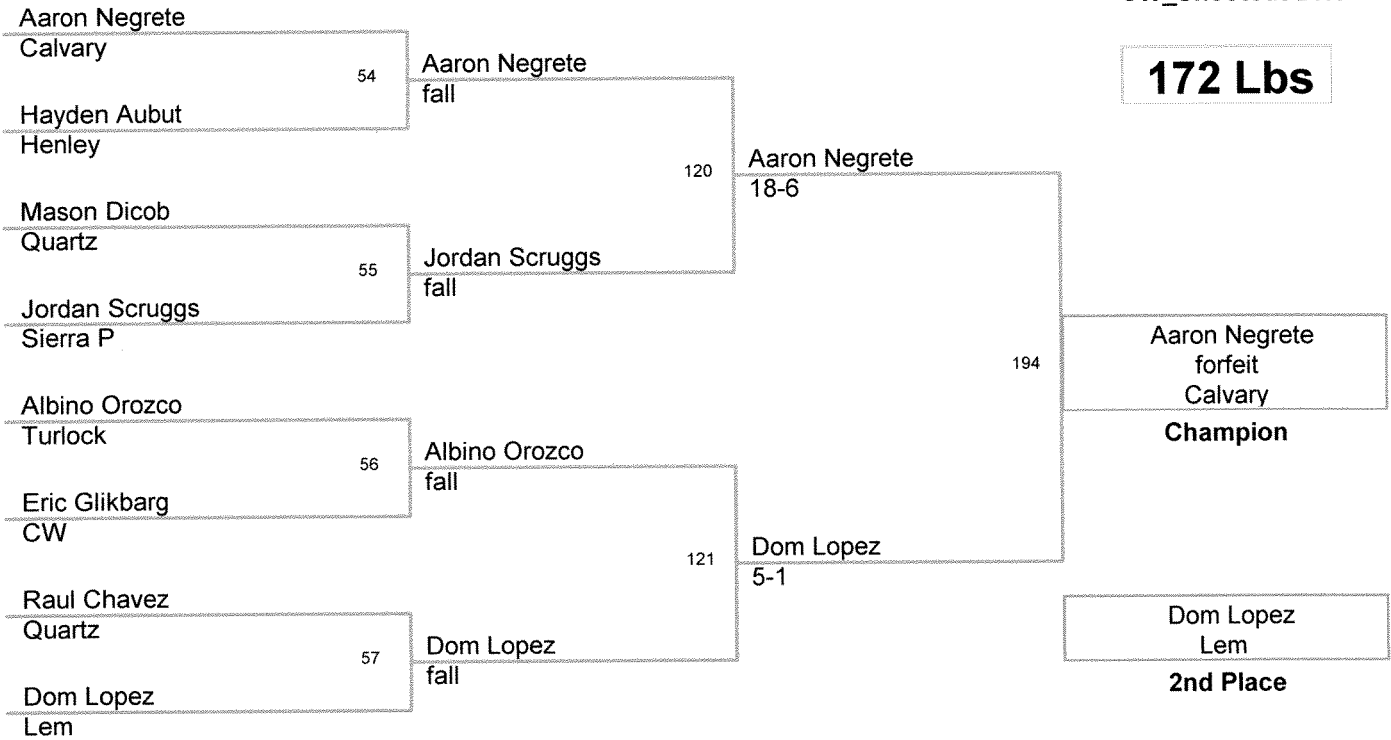 172 Lbs
Aaron Negrete
Calvary
54
Hayden Aubut
Henley
Mason Dicob
Quartz
55
Jordan Scruggs
Sierra P
Albino Orozco
Turlock
56
Eric Glikbarg
CW
Raul Chavez
Quartz
57
Dom Lopez
Lem
Aaron Negrete
fall
120
Jordan Scruggs
fall
Albino Orozco
fall
121
Dom Lopez
fall
Aaron Negrete
18-6
194
Dom Lopez
5-1
Aaron Negrete
forfeit
Calvary
Champion
Dom Lopez
Lem
2nd Place